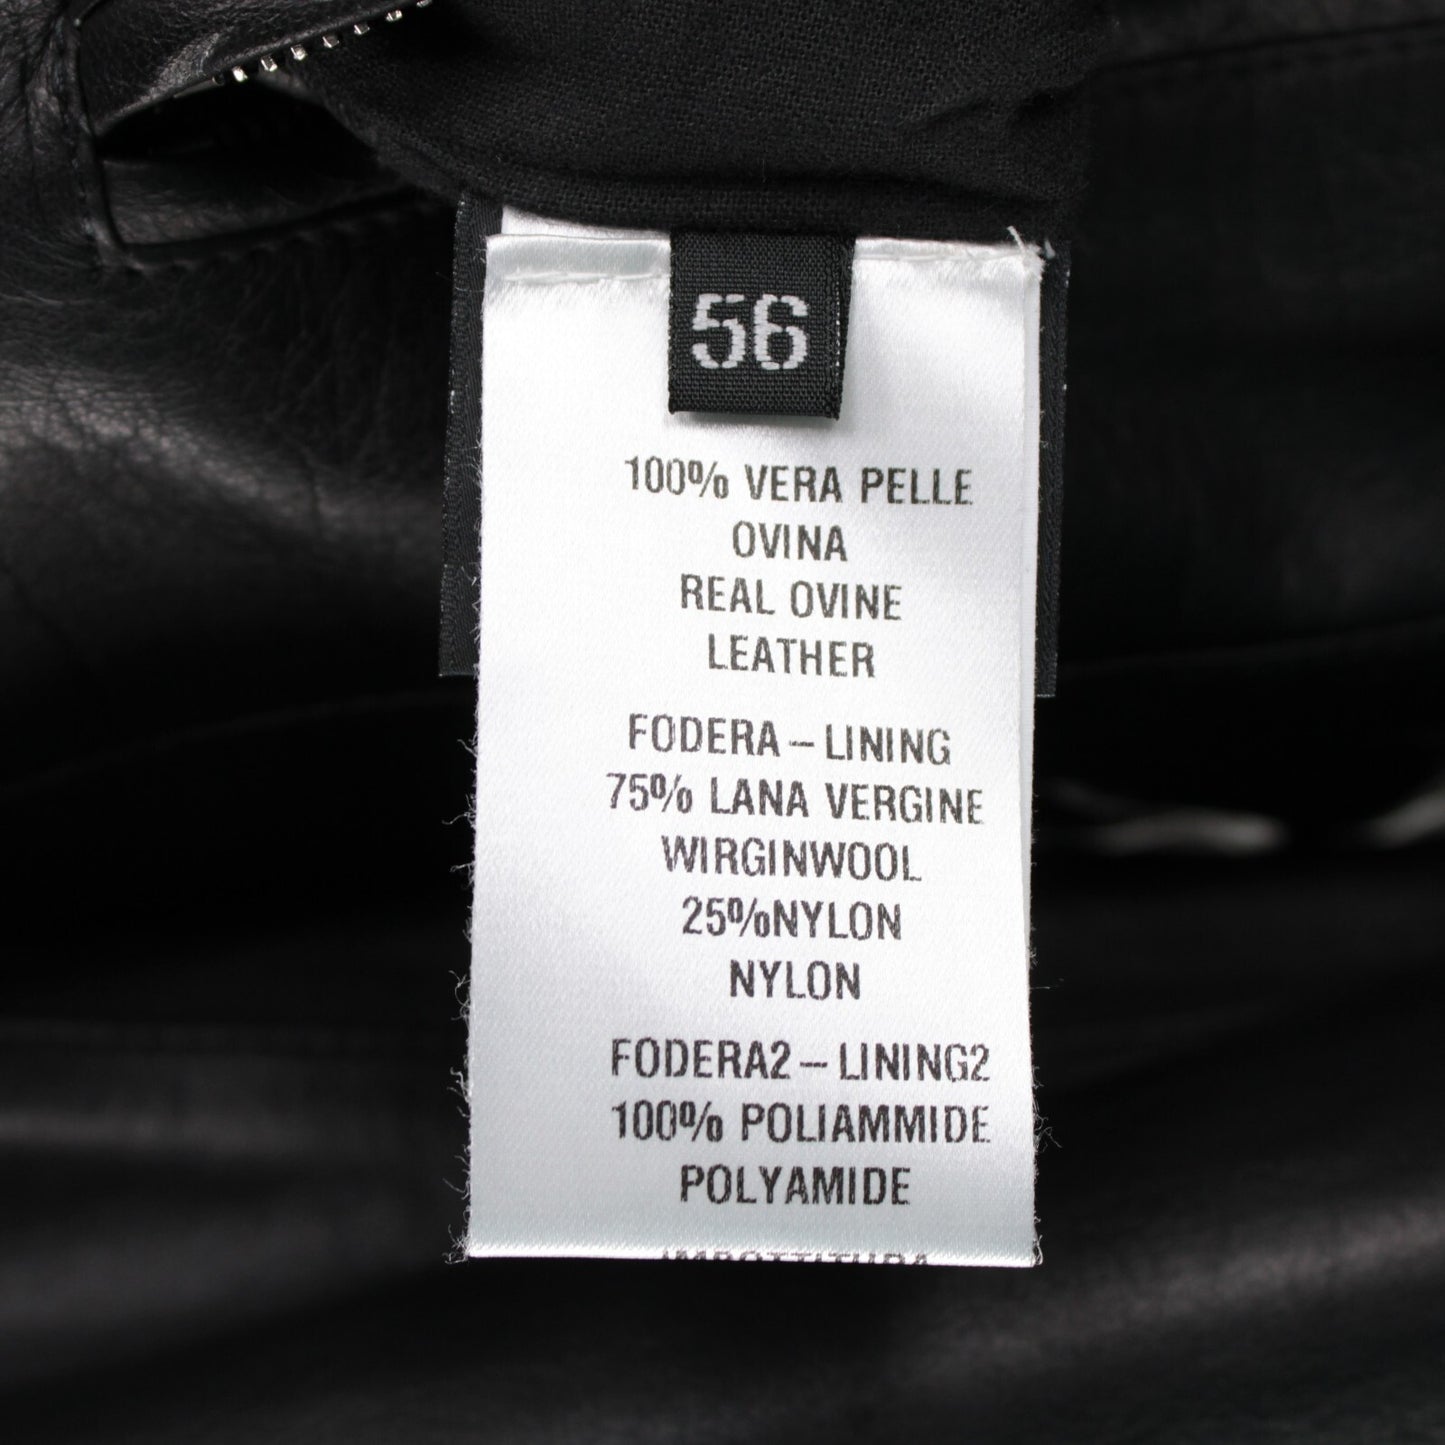 56
100% VERA PELLE
OVINA
REAL OVINE
LEATHER
FODERA – LINING
75% LANA VERGINE
WIRGINWOOL
25%NYLON
NYLON
FODERA2 – LINING2
100% POLIAMMIDE
POLYAMIDE